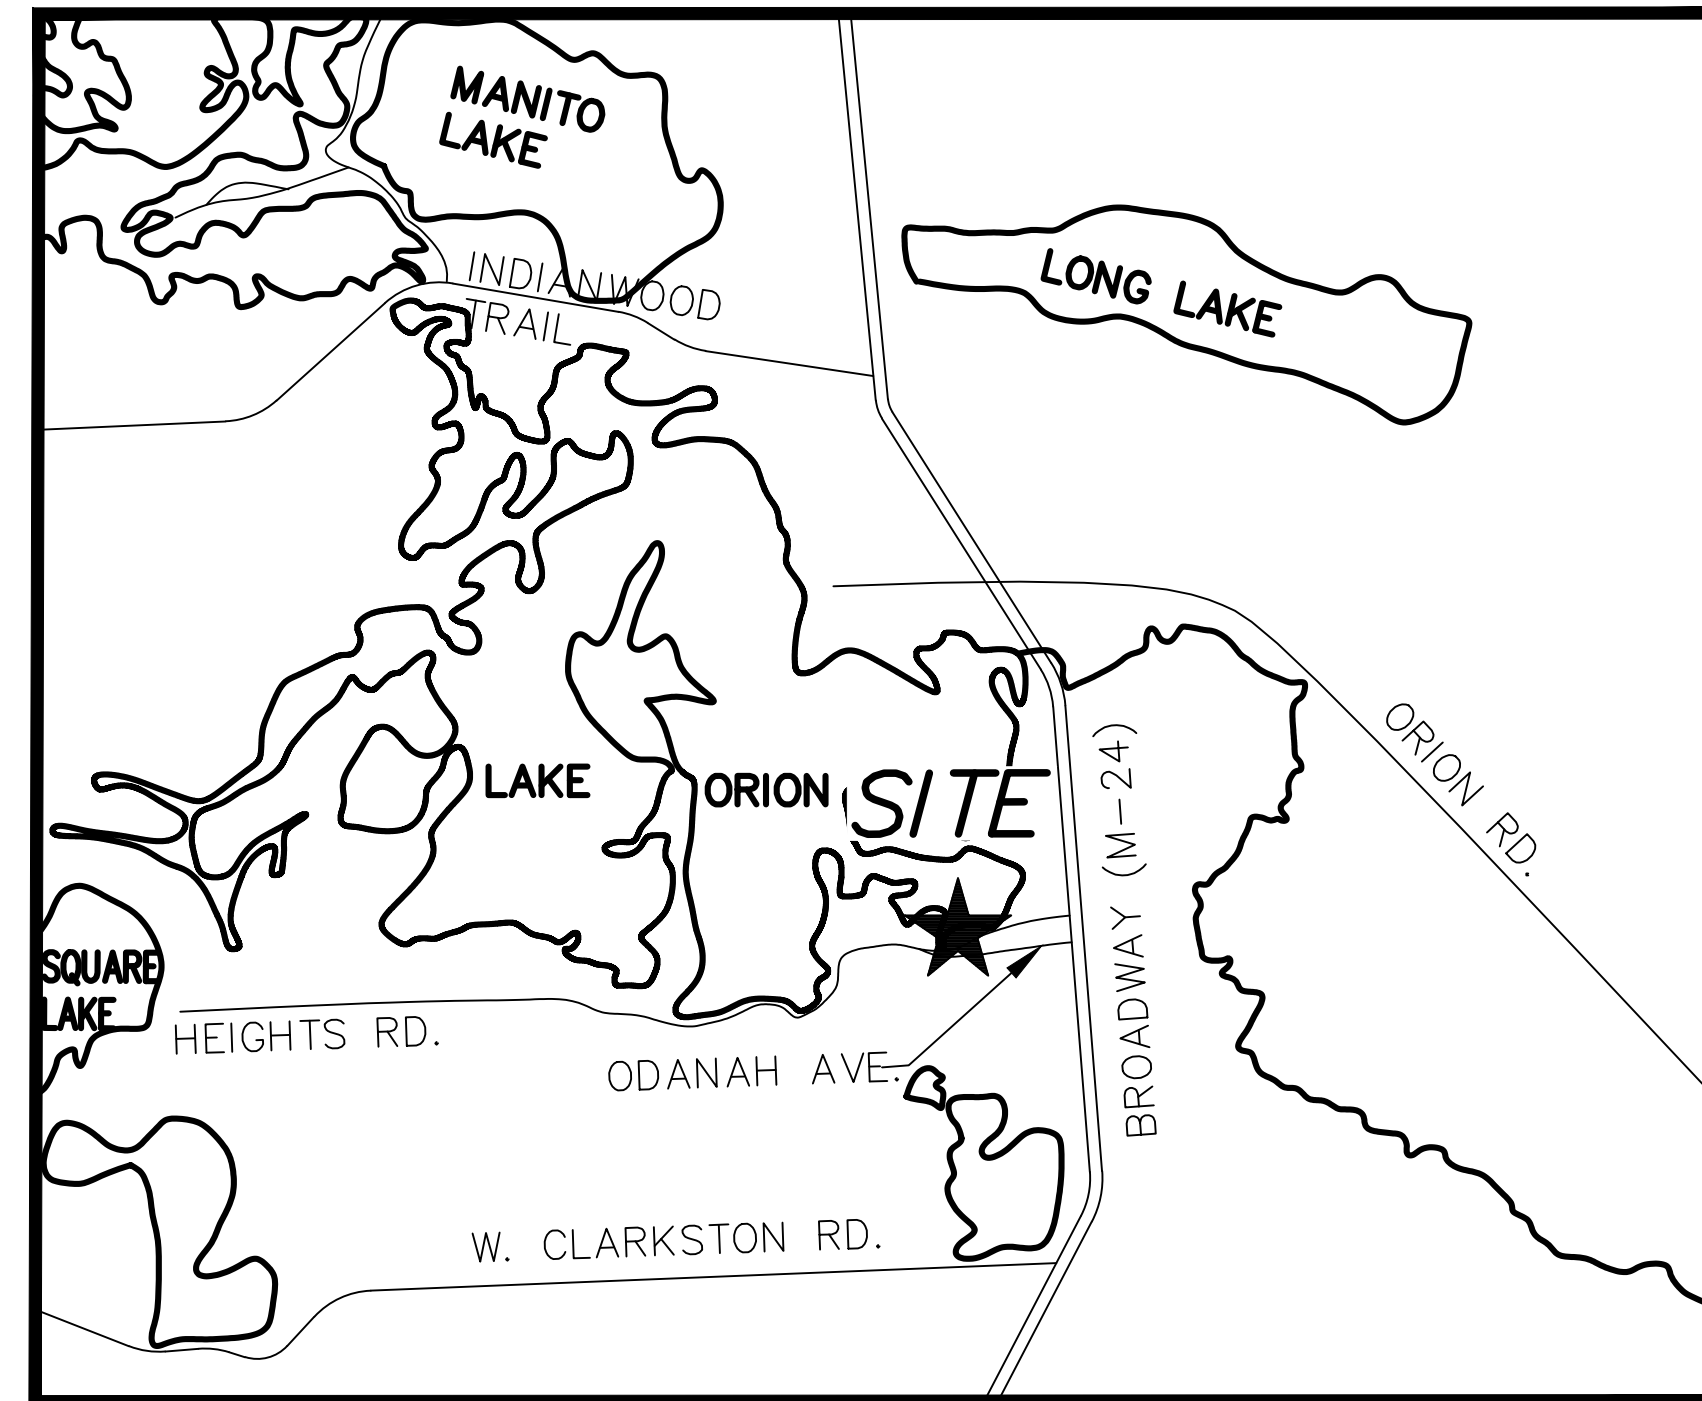 MANITO
LAKE
INDIANWOOD
TRAIL
LONG LAKE
ORION RD.
BROADWAY (M-24)
LAKE ORION
SITE
SQUARE
LAKE
HEIGHTS RD.
ODANAH AVE.
W. CLARKSTON RD.